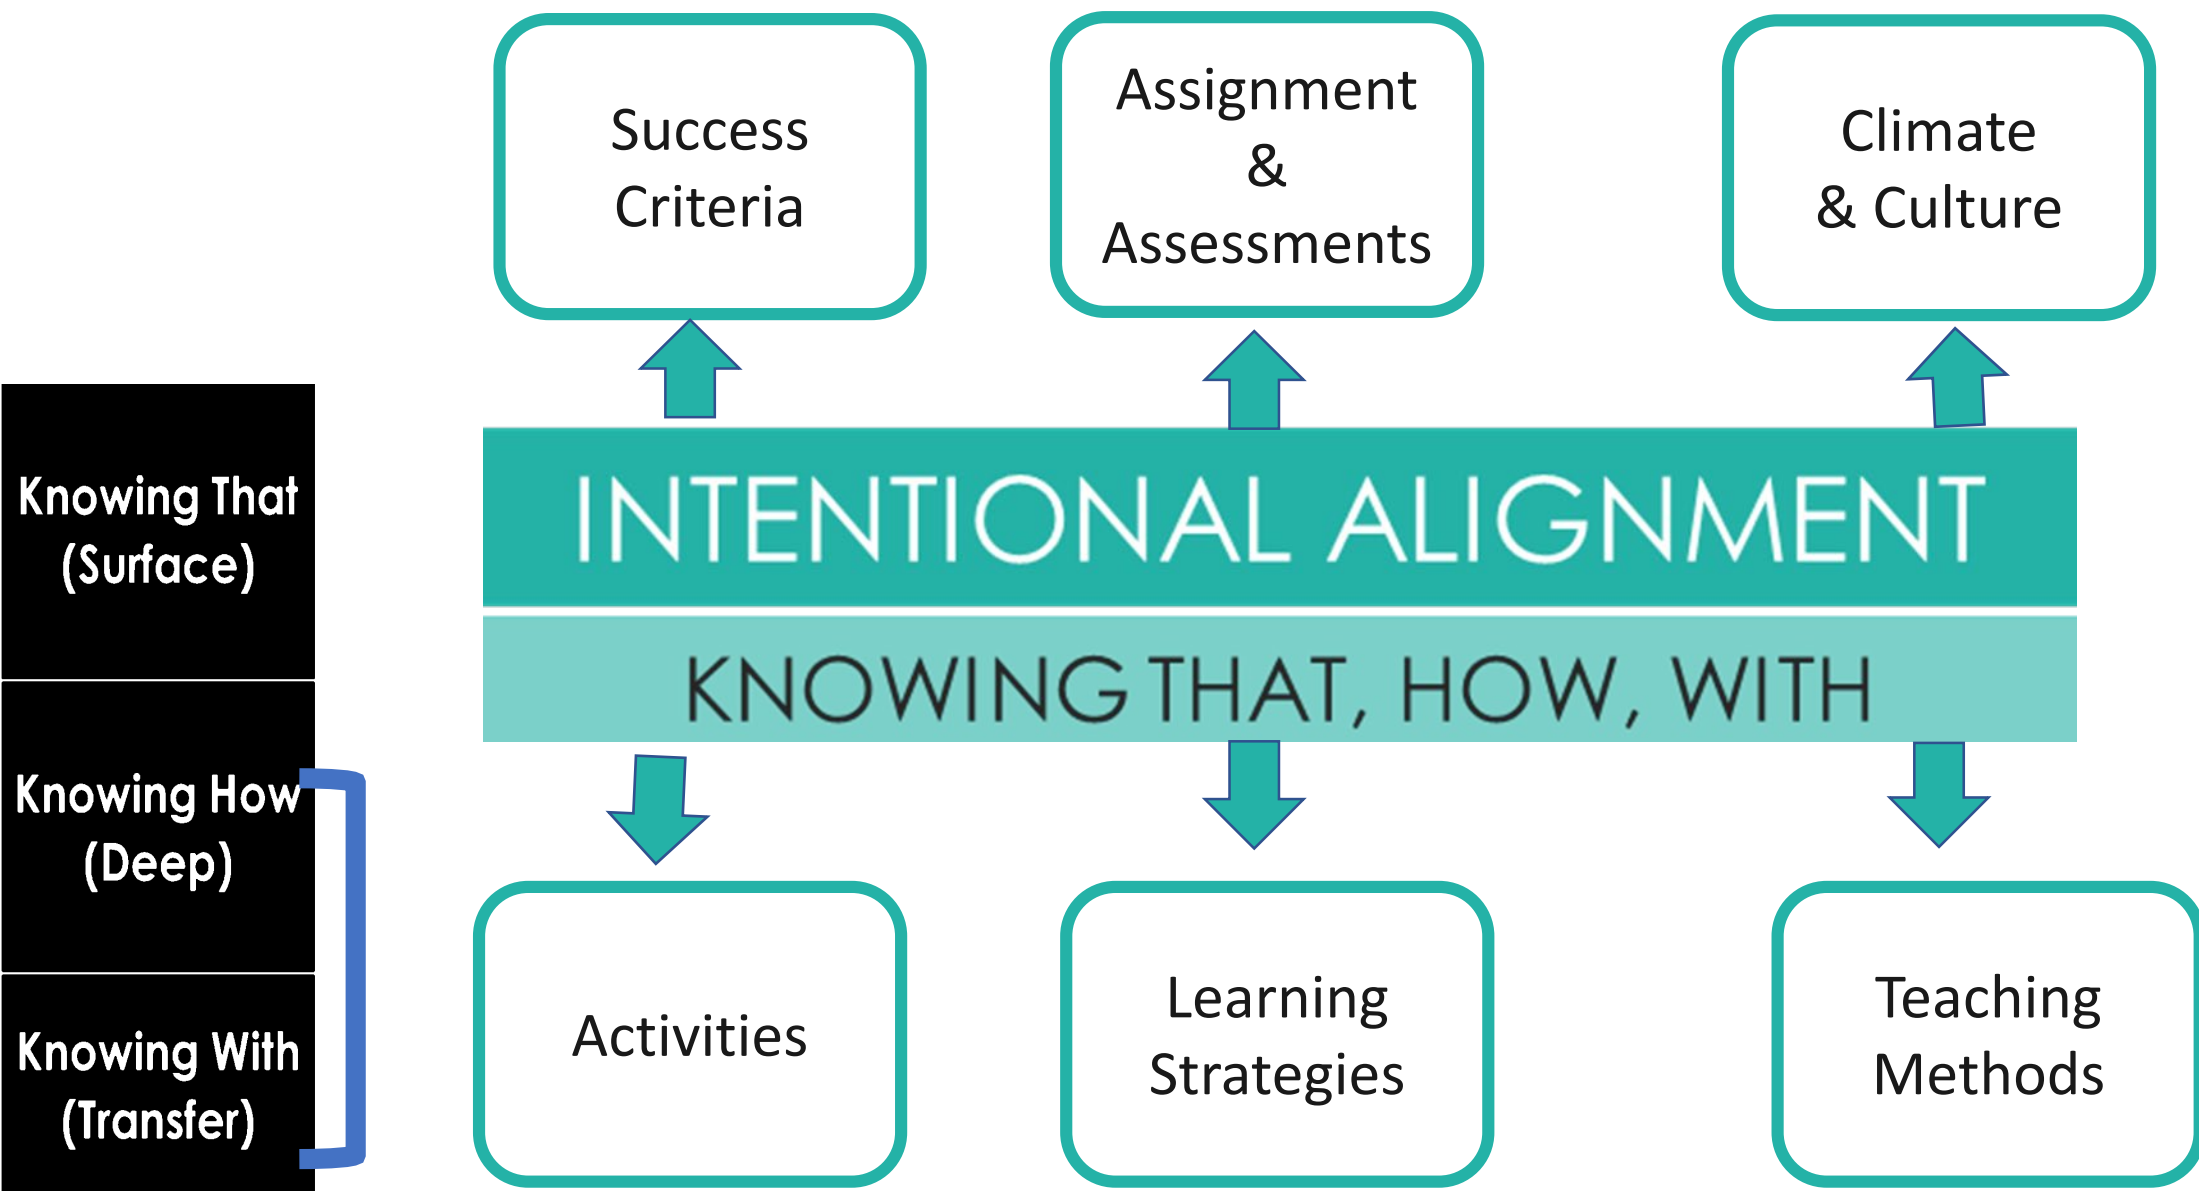 Success
Criteria
Assignment
&
Assessments
Climate
& Culture
Knowing That
(Surface)
Knowing How
(Deep)
Knowing With
(Transfer)
INTENTIONAL ALIGNMENT
KNOWING THAT, HOW, WITH
Activities
Learning
Strategies
Teaching
Methods